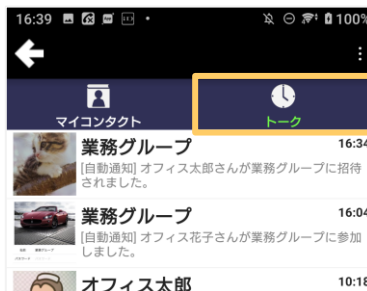 16:39 100%
マイコンタクト トーク
業務グループ 16:34
[自動通知] オフィス太郎さんが業務グループに招待
されました。
業務グループ 16:04
[自動通知] オフィス花子さんが業務グループに参加
しました。
オフィス太郎 10:18